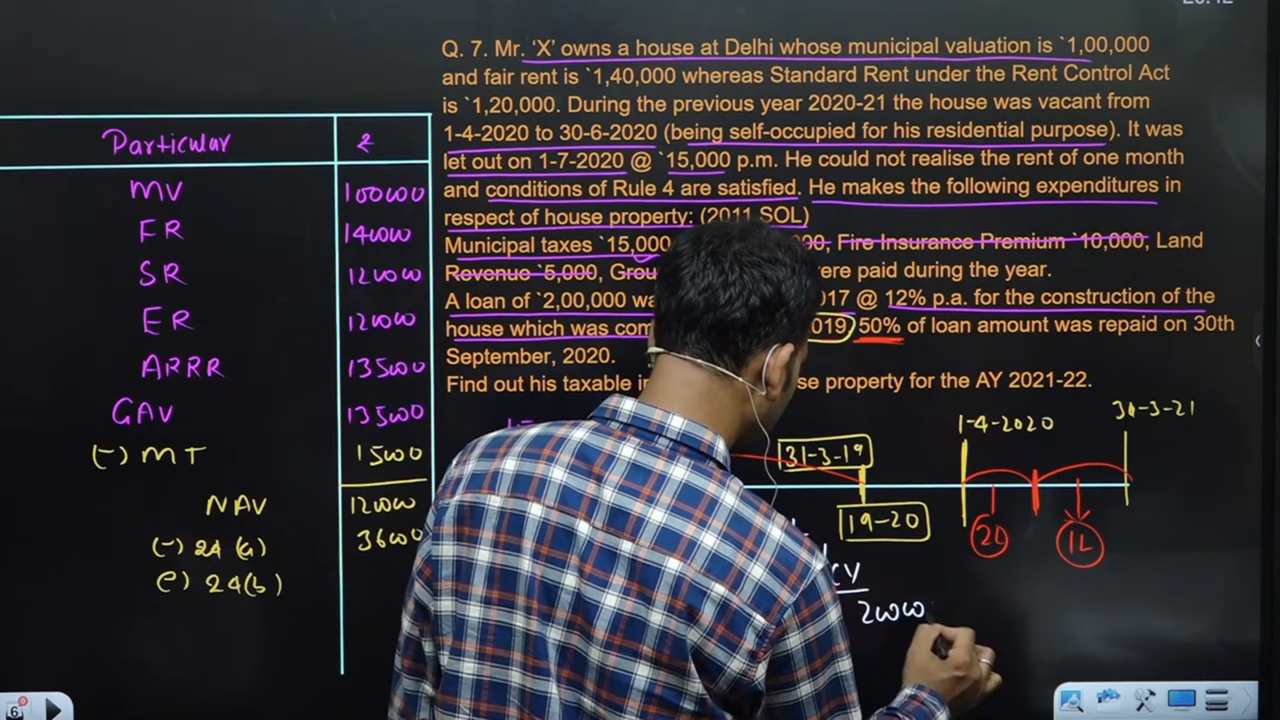 Q. 7. Mr. ‘X’ owns a house at Delhi whose municipal valuation is `1,00,000
and fair rent is `1,40,000 whereas Standard Rent under the Rent Control Act
is `1,20,000. During the previous year 2020-21 the house was vacant from
1-4-2020 to 30-6-2020 (being self-occupied for his residential purpose). It was
let out on 1-7-2020 @ `15,000 p.m. He could not realise the rent of one month
and conditions of Rule 4 are satisfied. He makes the following expenditures in
respect of house property: (2011 SOL)
Municipal taxes `15,000 Fire Insurance Premium `10,000, Land
Revenue `5,000, were paid during the year.
A loan of `2,00,000 @ 12% p.a. for the construction of the
house which was 50% of loan amount was repaid on 30th
September, 2020.
Find out his taxable property for the AY 2021-22.
Particular ₹
MV 100000
FR 140000
SR 120000
ER 120000
ARRR 135000
GAV 135000
(-) MT 15000
NAV 120000
(-) 24 (a) 36000
(-) 24(b)
31-3-19
19-20
1-4-2020
31-3-21
2L
1L
CY